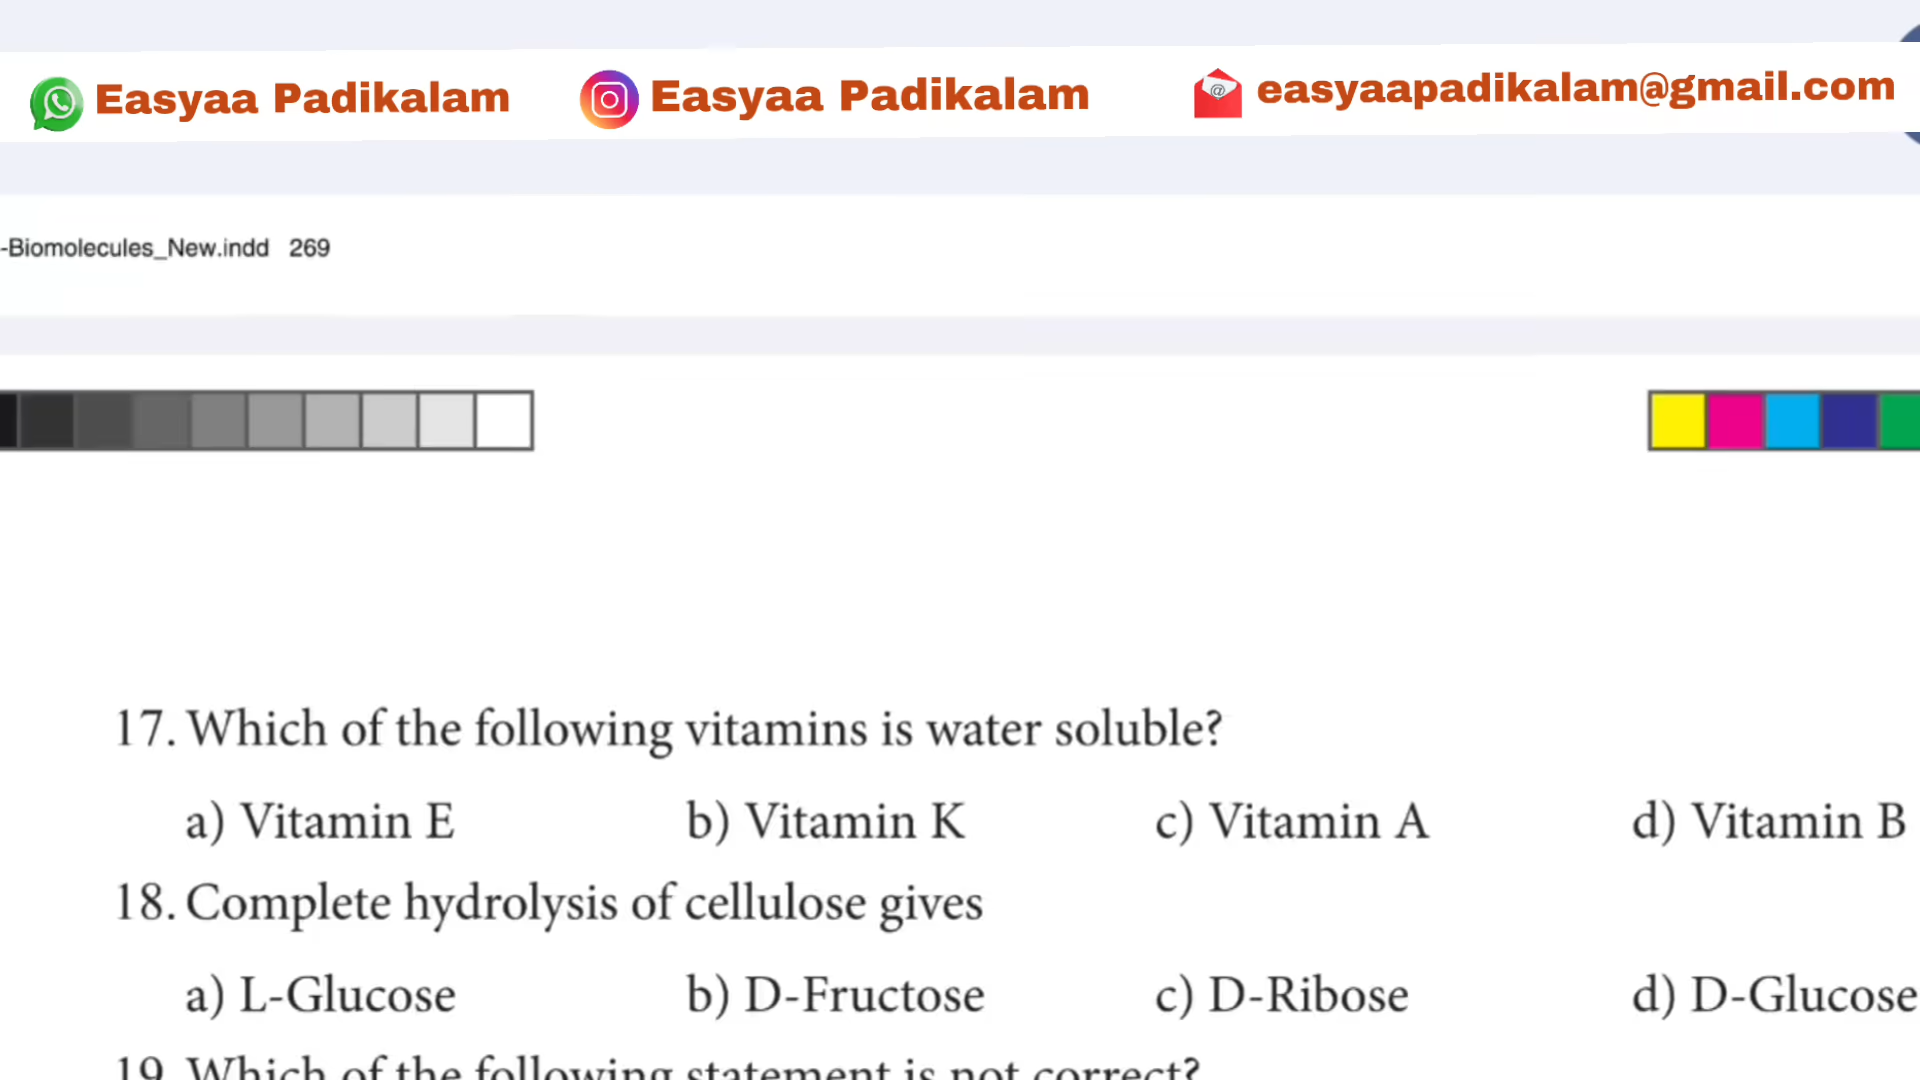 Easyaa Padikalam Easyaa Padikalam easyaapadikalam@gmail.com
-Biomolecules_New.indd 269
17. Which of the following vitamins is water soluble?
a) Vitamin E b) Vitamin K c) Vitamin A d) Vitamin B
18. Complete hydrolysis of cellulose gives
a) L-Glucose b) D-Fructose c) D-Ribose d) D-Glucose
19. Which of the following statement is not correct?